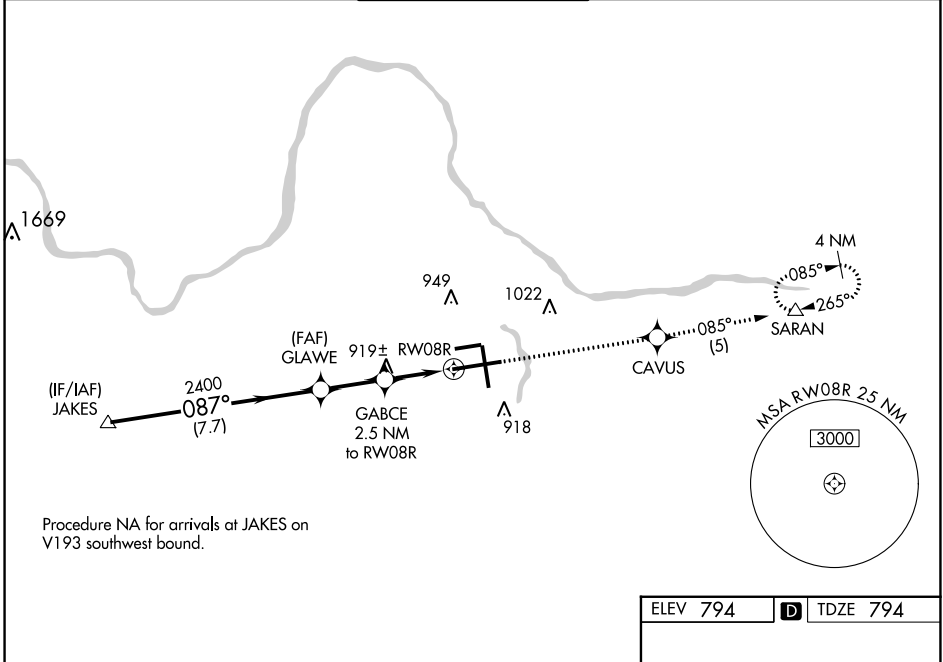 1669
4 NM
085°
265°
SARAN
949
1022
085°
(5)
CAVUS
(FAF)
GLAWE
919±
RW08R
(IF/IAF)
JAKES
2400
087°
(7.7)
GABCE
2.5 NM
to RW08R
918
MSA RW08R 25 NM
3000
Procedure NA for arrivals at JAKES on
V193 southwest bound.
ELEV 794 D TDZE 794